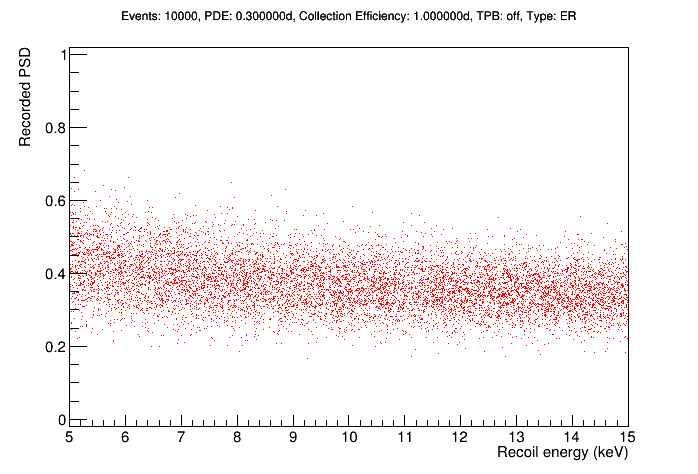 Events: 10000, PDE: 0.300000d, Collection Efficiency: 1.000000d, TPB: off, Type: ER
Recorded PSD
1
0.8
0.6
0.4
0.2
0
5 6 7 8 9 10 11 12 13 14 15
Recoil energy (keV)